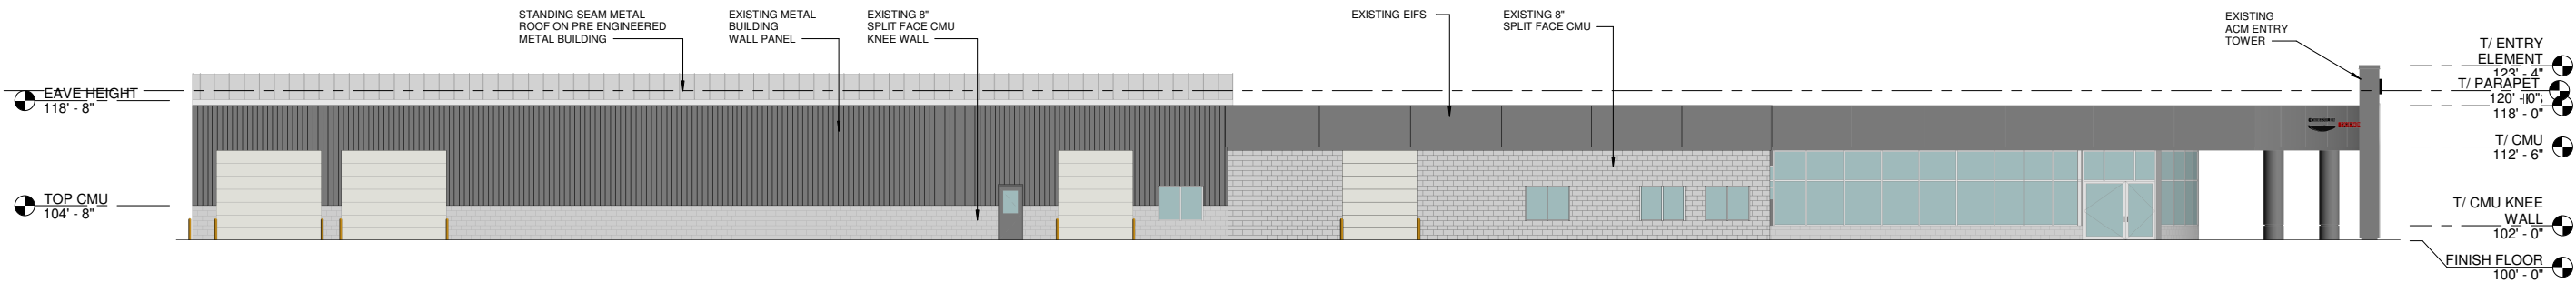 STANDING SEAM METAL
ROOF ON PRE ENGINEERED
METAL BUILDING
EXISTING METAL
BUILDING
WALL PANEL
EXISTING 8"
SPLIT FACE CMU
KNEE WALL
EXISTING EIFS
EXISTING 8"
SPLIT FACE CMU
EXISTING
ACM ENTRY
TOWER
EAVE HEIGHT
118' - 8"
TOP CMU
104' - 8"
T/ ENTRY
ELEMENT
123' - 4"
T/ PARAPET
120' - 0"
118' - 0"
T/ CMU
112' - 6"
T/ CMU KNEE
WALL
102' - 0"
FINISH FLOOR
100' - 0"